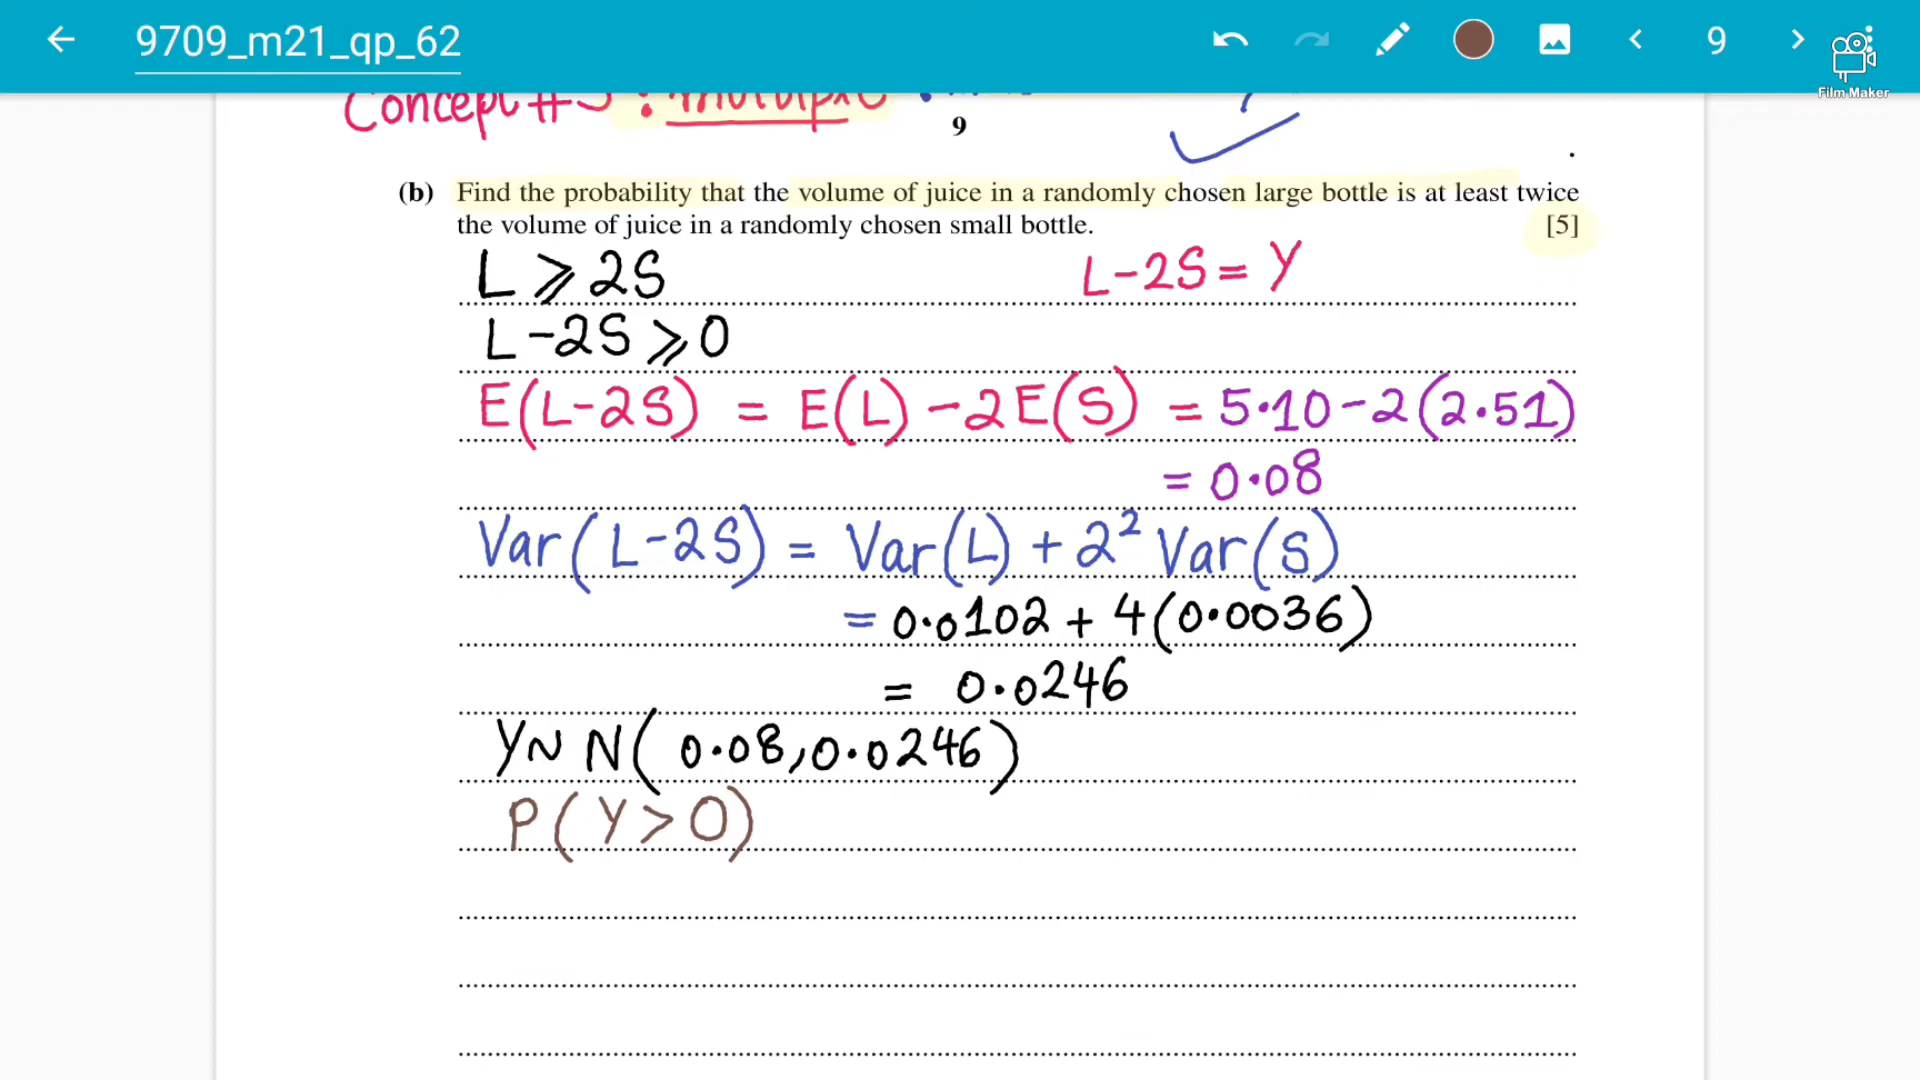 9709_m21_qp_62
9
Film Maker
Concept #3 : multiple
9
(b) Find the probability that the volume of juice in a randomly chosen large bottle is at least twice
the volume of juice in a randomly chosen small bottle. [5]
L ⩾ 2S
L-2S = Y
L-2S ⩾ 0
E(L-2S) = E(L) - 2E(S) = 5·10 - 2(2·51)
= 0·08
Var(L-2S) = Var(L) + 2² Var(S)
= 0·0102 + 4(0·0036)
= 0·0246
Y~N(0·08,0·0246)
P(Y>0)